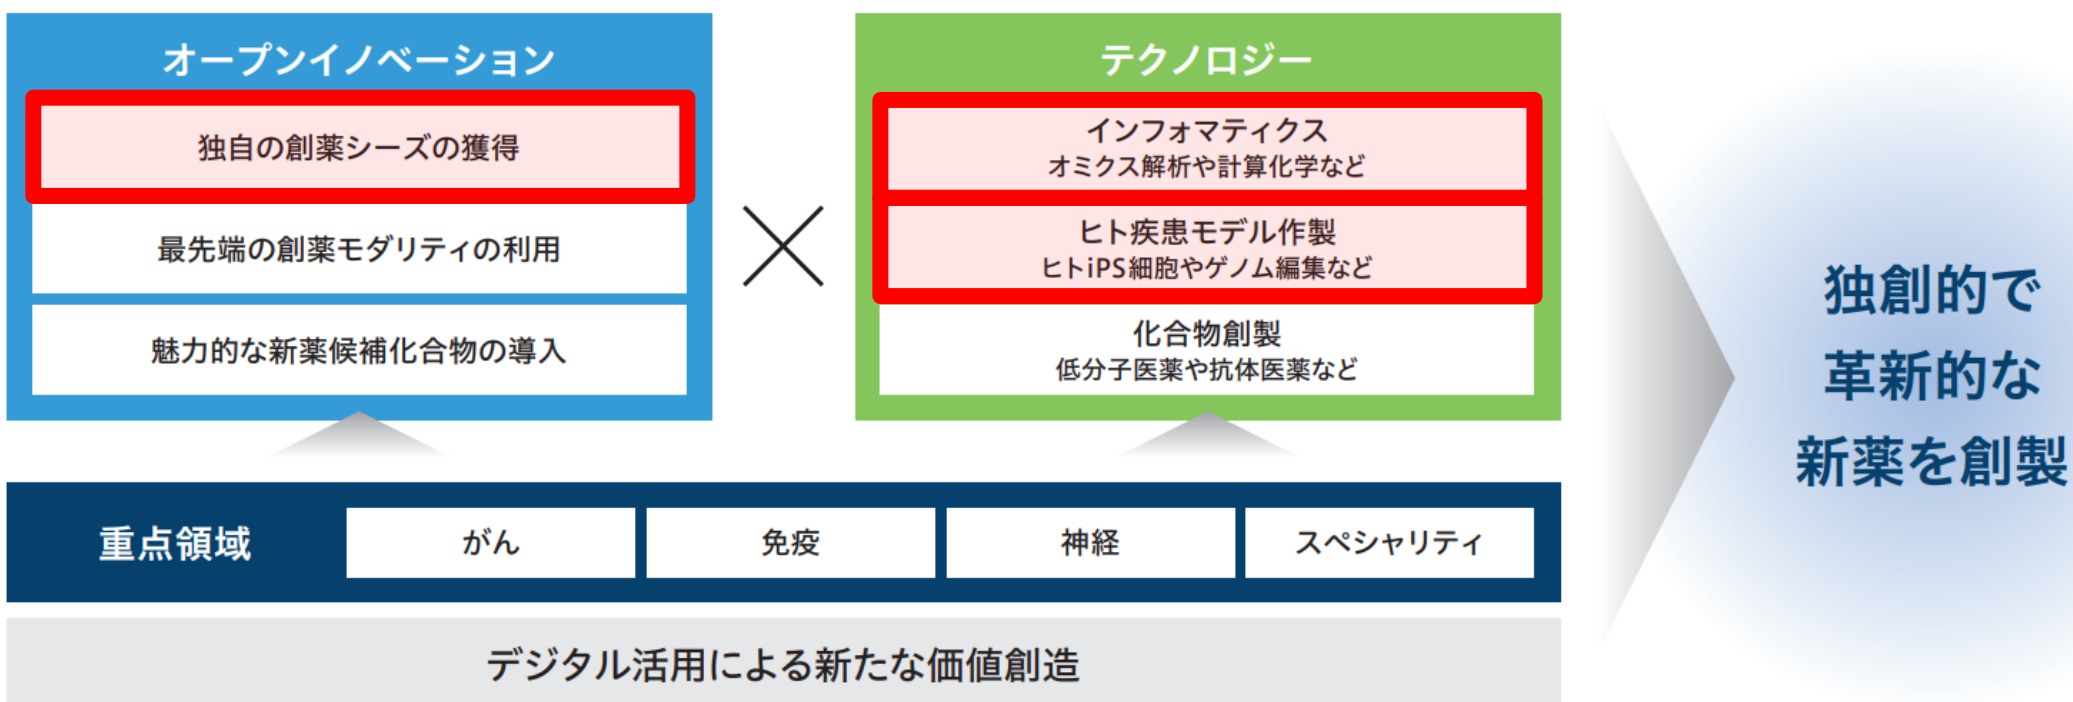 オープンイノベーション
独自の創薬シーズの獲得
最先端の創薬モダリティの利用
魅力的な新薬候補化合物の導入
テクノロジー
インフォマティクス
オミクス解析や計算化学など
ヒト疾患モデル作製
ヒトiPS細胞やゲノム編集など
化合物創製
低分子医薬や抗体医薬など
重点領域
がん
免疫
神経
スペシャリティ
デジタル活用による新たな価値創造
独創的で
革新的な
新薬を創製